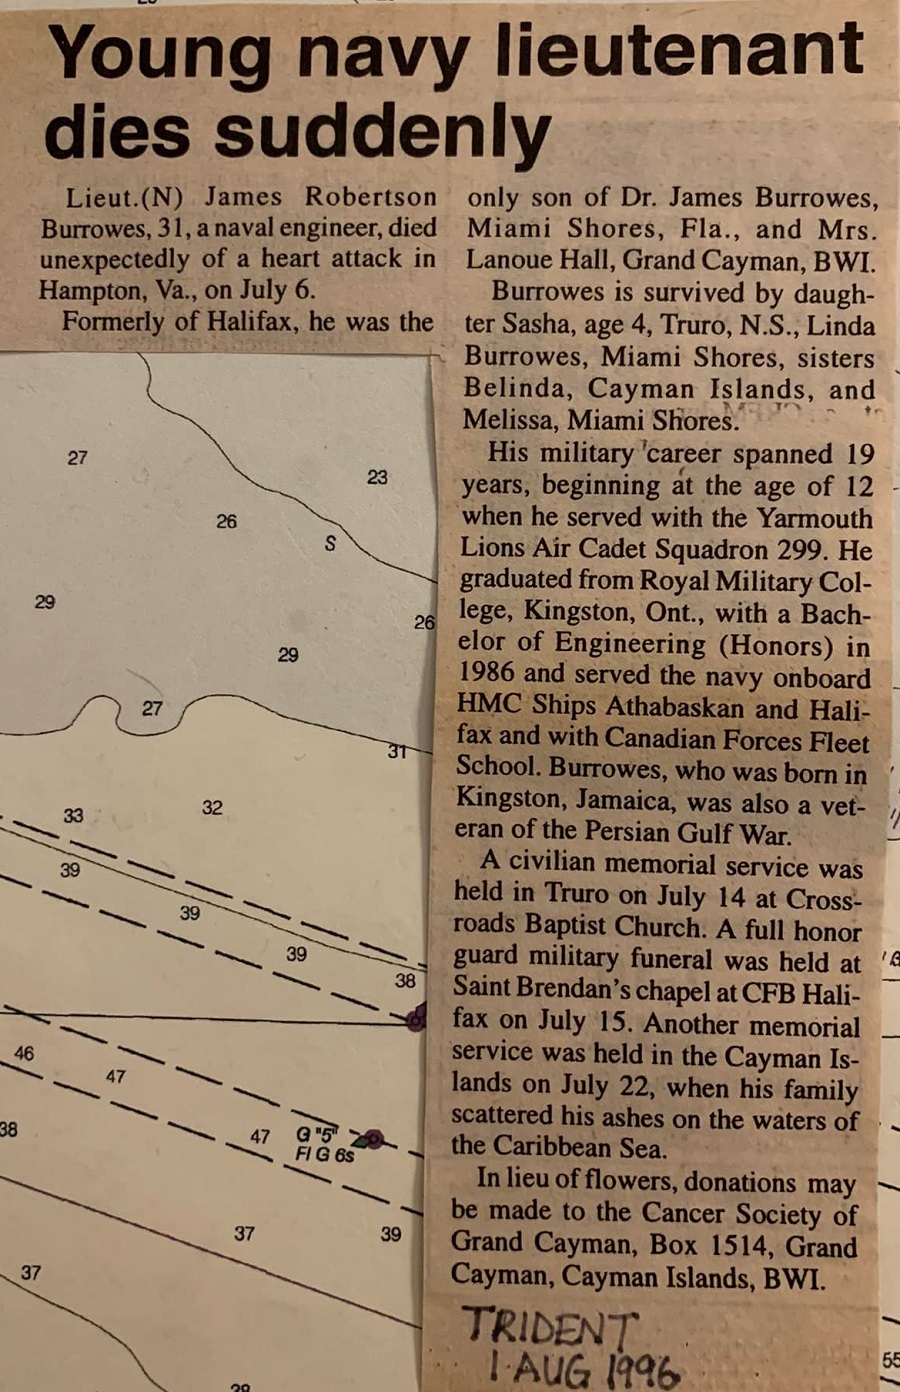 Young navy lieutenant
dies suddenly
Lieut.(N) James Robertson
Burrowes, 31, a naval engineer, died
unexpectedly of a heart attack in
Hampton, Va., on July 6.
Formerly of Halifax, he was the
only son of Dr. James Burrowes,
Miami Shores, Fla., and Mrs.
Lanoue Hall, Grand Cayman, BWI.
Burrowes is survived by daugh-
ter Sasha, age 4, Truro, N.S., Linda
Burrowes, Miami Shores, sisters
Belinda, Cayman Islands, and
Melissa, Miami Shores.
His military career spanned 19
years, beginning at the age of 12
when he served with the Yarmouth
Lions Air Cadet Squadron 299. He
graduated from Royal Military Col-
lege, Kingston, Ont., with a Bach-
elor of Engineering (Honors) in
1986 and served the navy onboard
HMC Ships Athabaskan and Hali-
fax and with Canadian Forces Fleet
School. Burrowes, who was born in
Kingston, Jamaica, was also a vet-
eran of the Persian Gulf War.
A civilian memorial service was
held in Truro on July 14 at Cross-
roads Baptist Church. A full honor
guard military funeral was held at
Saint Brendan's chapel at CFB Hali-
fax on July 15. Another memorial
service was held in the Cayman Is-
lands on July 22, when his family
scattered his ashes on the waters of
the Caribbean Sea.
In lieu of flowers, donations may
be made to the Cancer Society of
Grand Cayman, Box 1514, Grand
Cayman, Cayman Islands, BWI.
TRIDENT
1 AUG 1996
27
23
26
S
29
26
29
27
31
33
32
39
39
39
38
46
47
38
47 G "5"
Fl G 6s
37
39
37
55